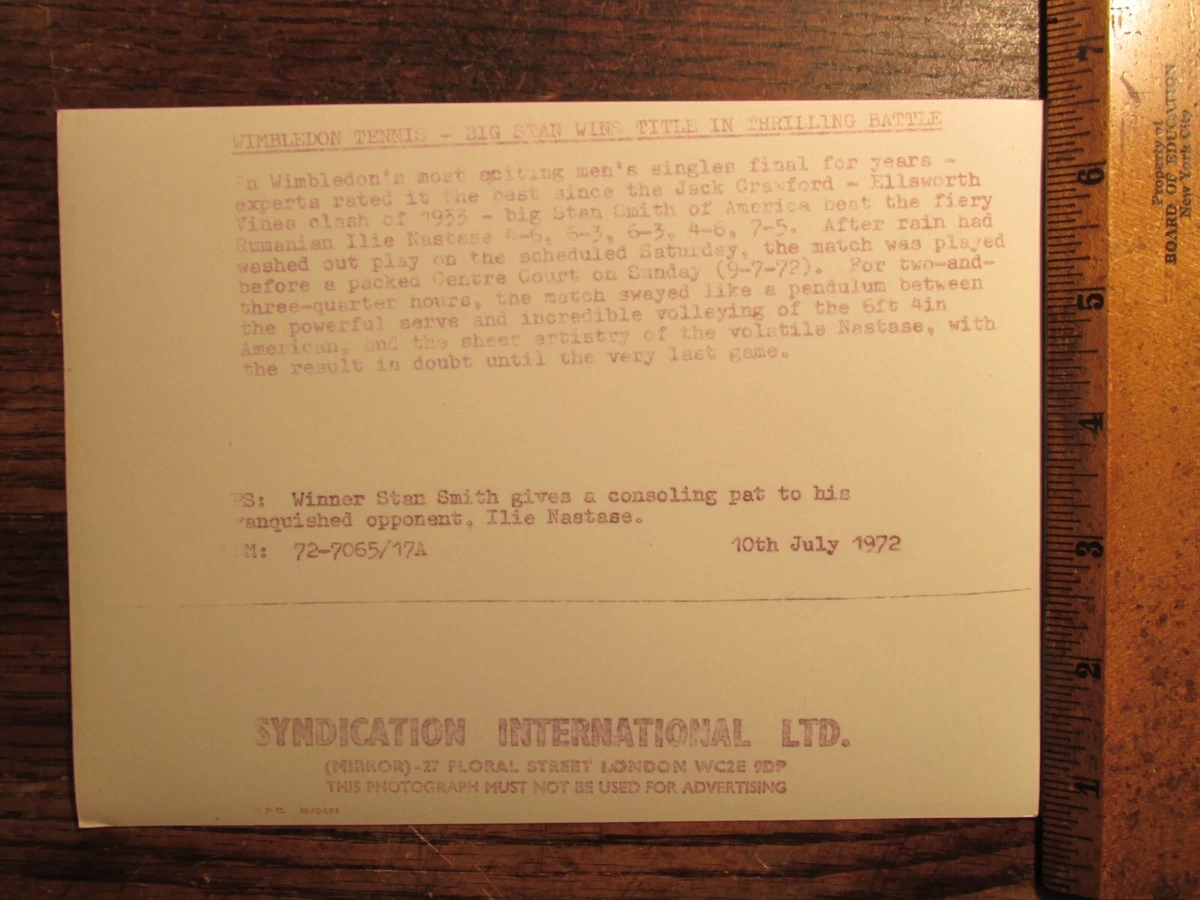 WIMBLEDON TENNIS - BIG STAN WINS TITLE IN THRILLING BATTLE
In Wimbledon's most exiting men's singles final for years -
experts rated it the best since the Jack Crawford - Ellsworth
Vines clash of 1933 - big Stan Smith of America beat the fiery
Rumanian Ilie Nastase 4-6, 6-3, 6-3, 4-6, 7-5. After rain had
washed out play on the scheduled Saturday, the match was played
before a packed Centre Court on Sunday (9-7-72). For two-and-
three-quarter hours, the match swayed like a pendulum between
the powerful serve and incredible volleying of the 6ft 4in
American, and the sheer artistry of the volatile Nastase, with
the result in doubt until the very last game.
PS: Winner Stan Smith gives a consoling pat to his
vanquished opponent, Ilie Nastase.
M: 72-7065/17A 10th July 1972
SYNDICATION INTERNATIONAL LTD.
(MIRROR)-27 FLORAL STREET LONDON WC2E 9DP
THIS PHOTOGRAPH MUST NOT BE USED FOR ADVERTISING
7
6
5
4
3
2
1
Property of
BOARD OF EDUCATION
New York City